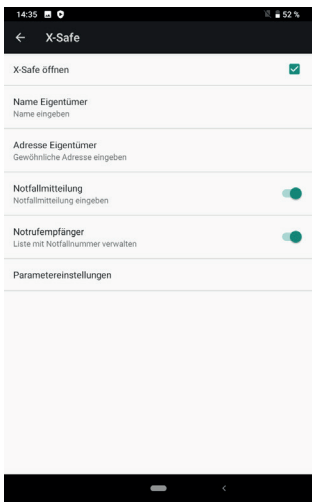 14:35 52 %
X-Safe
X-Safe öffnen
Name Eigentümer
Name eingeben
Adresse Eigentümer
Gewöhnliche Adresse eingeben
Notfallmitteilung
Notfallmitteilung eingeben
Notrufempfänger
Liste mit Notfallnummer verwalten
Parametereinstellungen